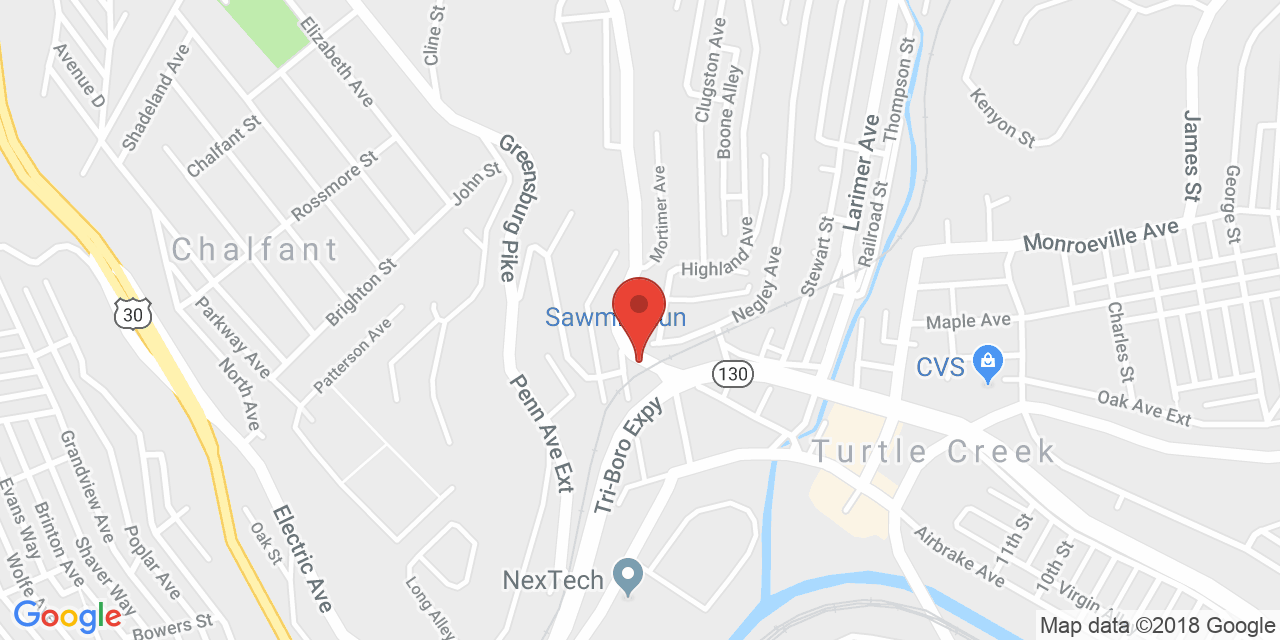 Cline St
Elizabeth Ave
Avenue D
Shadeland Ave
Chalfant St
Rossmore St
John St
Greensburg Pike
Chalfant
Brighton St
Parkway Ave
North Ave
Patterson Ave
30
Clugston Ave
Boone Alley
Mortimer Ave
Highland Ave
Negley Ave
Stewart St
Larimer Ave
Thompson St
Railroad St
Kenyon St
James St
George St
Monroeville Ave
Maple Ave
Charles St
CVS
Oak Ave Ext
130
Turtle Creek
Penn Ave Ext
Tri-Boro Expy
NexTech
Airbrake Ave
11th St
10th St
Grandview Ave
Evans Way
Brinton Ave
Shaver Way
Poplar Ave
Bowers St
Oak St
Electric Ave
Long Alley
Google
Map data ©2018 Google